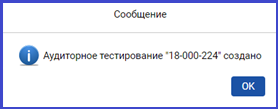 Сообщение
Аудиторное тестирование "18-000-224" создано
OK